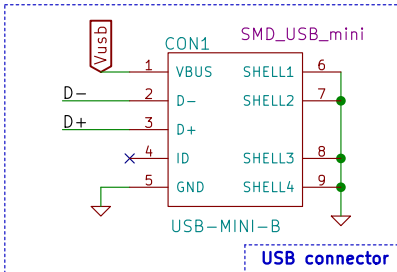 Vusb
CON1
SMD_USB_mini
1 VBUS SHELL1 6
D- 2 D- SHELL2 7
D+ 3 D+
4 ID SHELL3 8
5 GND SHELL4 9
USB-MINI-B
USB connector